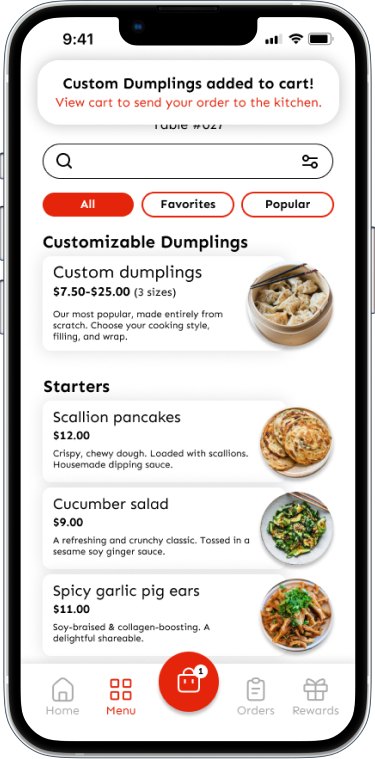 9:41
Custom Dumplings added to cart!
View cart to send your order to the kitchen.
Table #027
All
Favorites
Popular
Customizable Dumplings
Custom dumplings
$7.50-$25.00 (3 sizes)
Our most popular, made entirely from
scratch. Choose your cooking style,
filling, and wrap.
Starters
Scallion pancakes
$12.00
Crispy, chewy dough. Loaded with scallions.
Housemade dipping sauce.
Cucumber salad
$9.00
A refreshing and crunchy classic. Tossed in a
sesame soy ginger sauce.
Spicy garlic pig ears
$11.00
Soy-braised & collagen-boosting. A
delightful shareable.
1
Home
Menu
Orders
Rewards